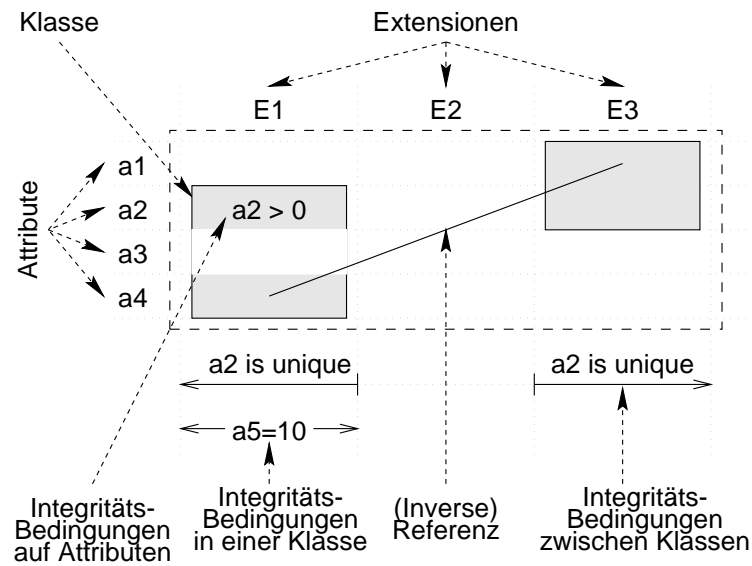 Klasse
Extensionen
E1
E2
E3
Attribute
a1
a2
a3
a4
a2 > 0
a2 is unique
a2 is unique
a5=10
Integritäts-
Bedingungen
auf Attributen
Integritäts-
Bedingungen
in einer Klasse
(Inverse)
Referenz
Integritäts-
Bedingungen
zwischen Klassen